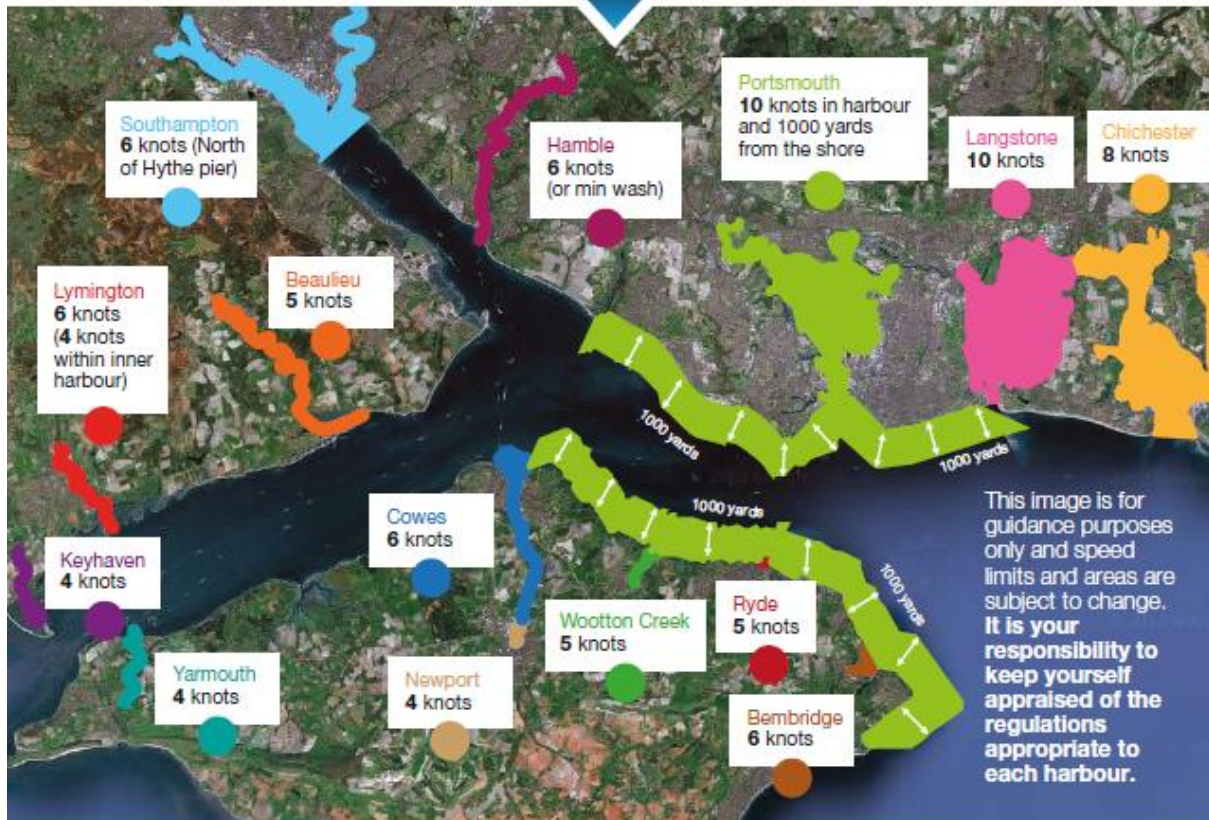 Southampton
6 knots (North
of Hythe pier)
Hamble
6 knots
(or min wash)
Portsmouth
10 knots in harbour
and 1000 yards
from the shore
Langstone
10 knots
Chichester
8 knots
Lymington
6 knots
(4 knots
within inner
harbour)
Beaulieu
5 knots
1000 yards
1000 yards
1000 yards
1000 yards
Keyhaven
4 knots
Cowes
6 knots
Yarmouth
4 knots
Newport
4 knots
Wootton Creek
5 knots
Ryde
5 knots
Bembridge
6 knots
This image is for
guidance purposes
only and speed
limits and areas are
subject to change.
It is your
responsibility to
keep yourself
appraised of the
regulations
appropriate to
each harbour.